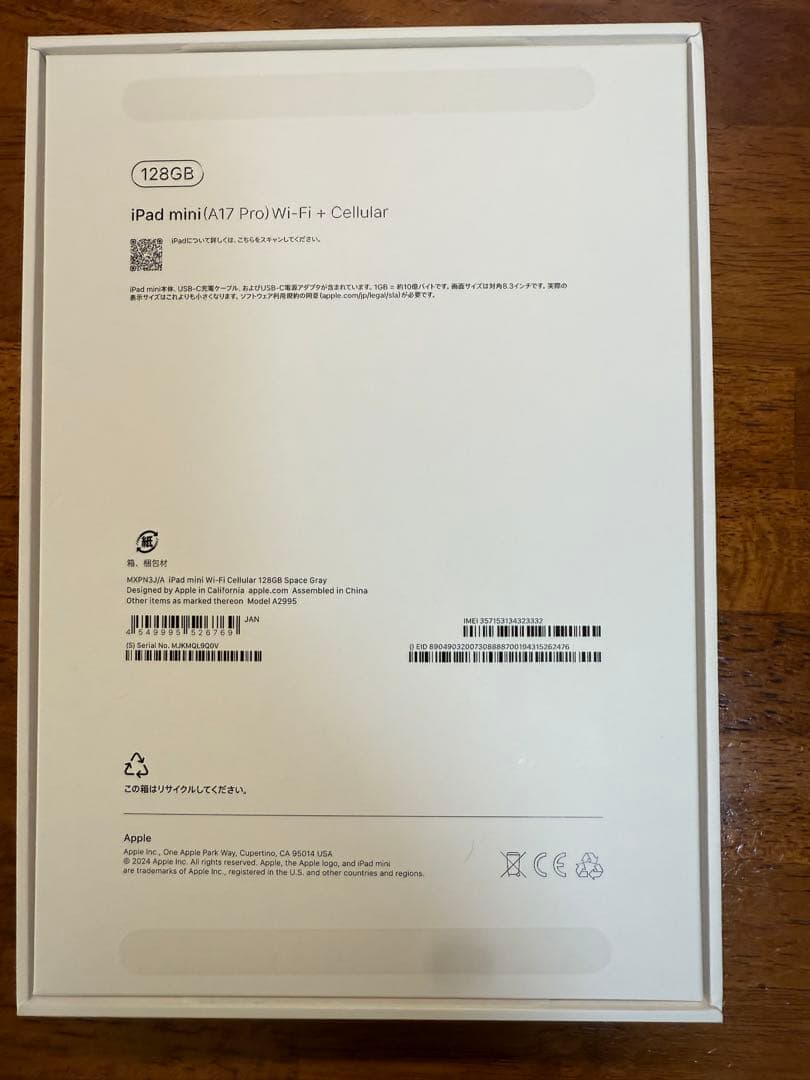 128GB
iPad mini (A17 Pro) Wi-Fi + Cellular
iPadについて詳しくは、こちらをスキャンしてください。
iPad mini本体、USB-C充電ケーブル、およびUSB-C電源アダプタが含まれています。1GB = 約10億バイトです。画面サイズは対角8.3インチです。実際の
表示サイズはこれよりも小さくなります。ソフトウェア利用規約の同意(apple.com/jp/legal/sla)が必要です。
紙
箱、梱包材
MXPN3J/A iPad mini Wi-Fi Cellular 128GB Space Gray
Designed by Apple in California apple.com Assembled in China
Other items as marked thereon Model A2995
JAN
4 549995 526769
IMEI 357153134323332
(S) Serial No. MJKMQL9Q0V
() EID 89049032007308888700194315262476
この箱はリサイクルしてください。
Apple
Apple Inc., One Apple Park Way, Cupertino, CA 95014 USA
© 2024 Apple Inc. All rights reserved. Apple, the Apple logo, and iPad mini
are trademarks of Apple Inc., registered in the U.S. and other countries and regions.
CE